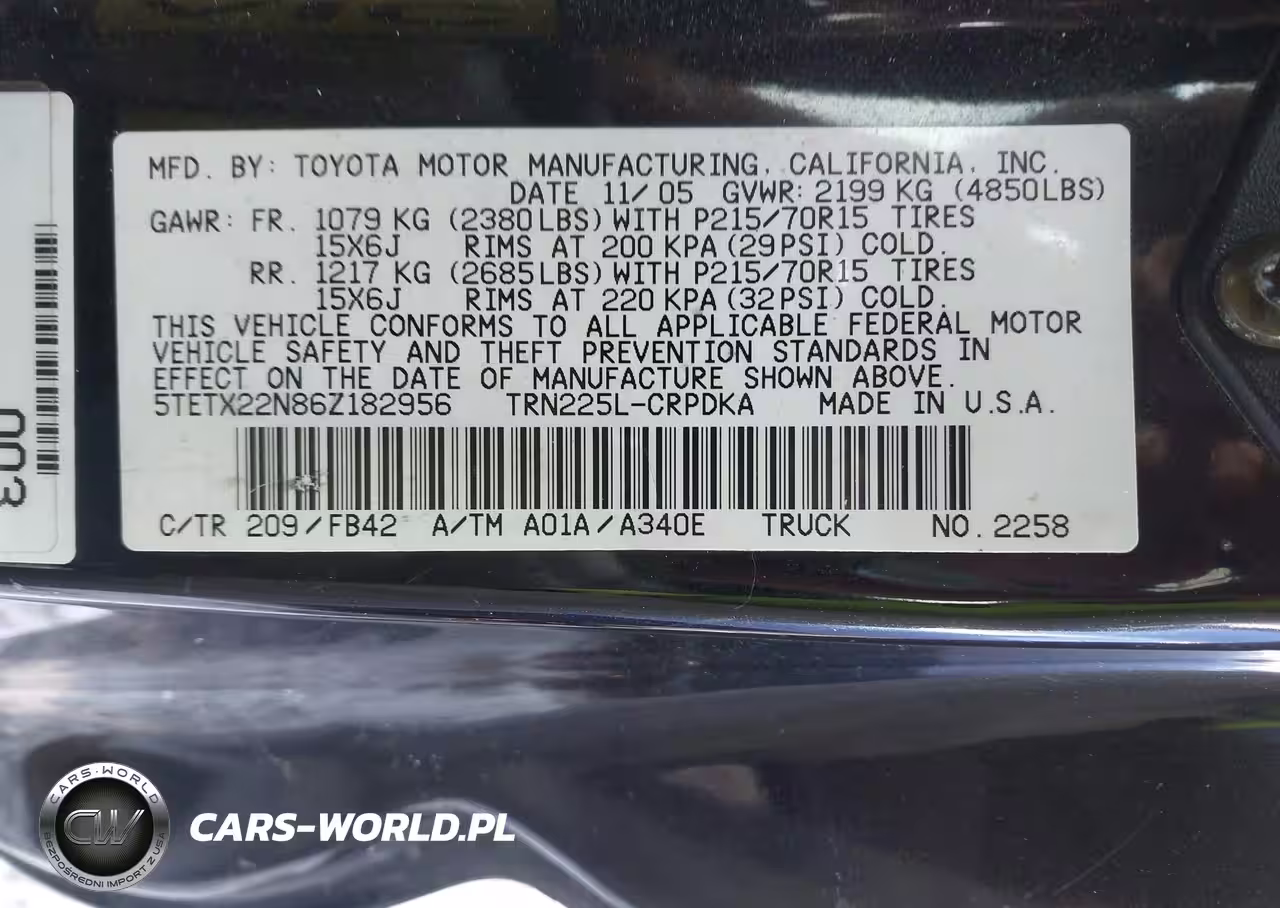 MFD. BY: TOYOTA MOTOR MANUFACTURING, CALIFORNIA, INC.
DATE 11/05 GVWR: 2199 KG (4850LBS)
GAWR: FR. 1079 KG (2380LBS) WITH P215/70R15 TIRES
15X6J RIMS AT 200 KPA (29PSI) COLD.
RR. 1217 KG (2685LBS) WITH P215/70R15 TIRES
15X6J RIMS AT 220 KPA (32PSI) COLD.
THIS VEHICLE CONFORMS TO ALL APPLICABLE FEDERAL MOTOR
VEHICLE SAFETY AND THEFT PREVENTION STANDARDS IN
EFFECT ON THE DATE OF MANUFACTURE SHOWN ABOVE.
5TETX22N86Z182956 TRN225L-CRPDKA MADE IN U.S.A.
C/TR 209/FB42 A/TM A01A/A340E TRUCK NO. 2258
003
CARS-WORLD
CW
BEZPOŚREDNI IMPORT Z USA
CARS-WORLD.PL